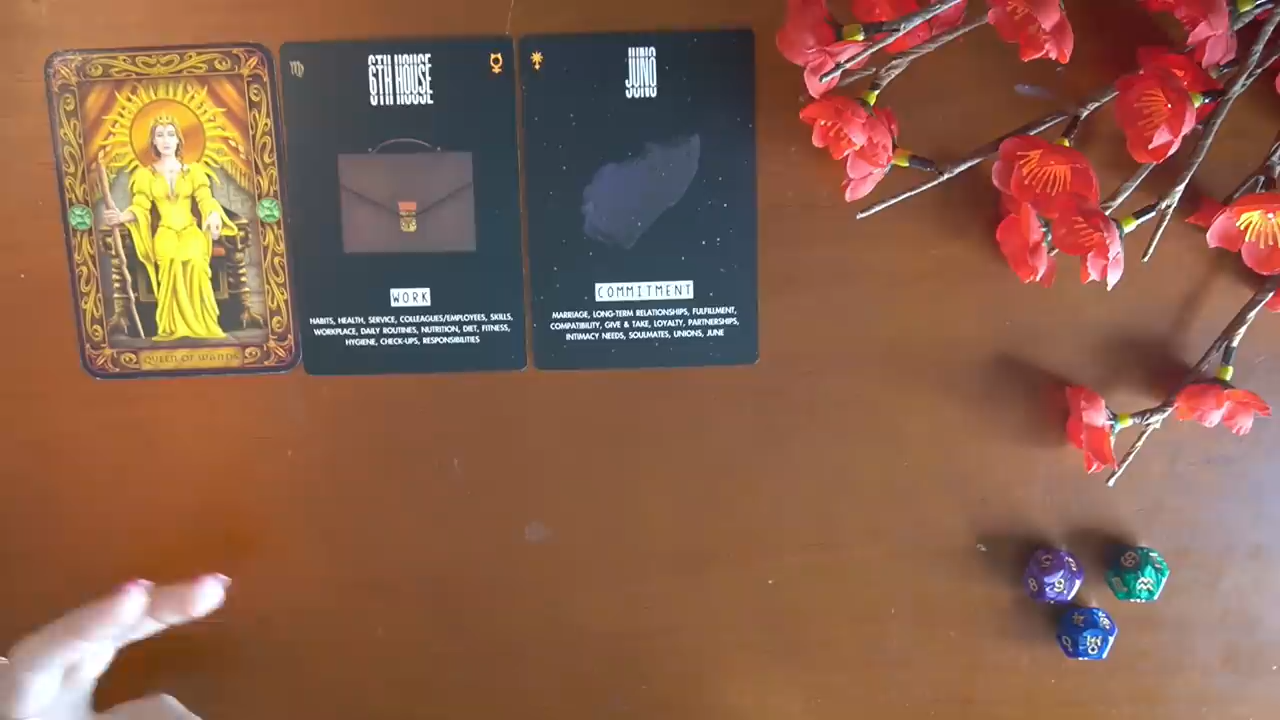 QUEEN OF WANDS
6TH HOUSE
WORK
HABITS, HEALTH, SERVICE, COLLEAGUES/EMPLOYEES, SKILLS,
WORKPLACE, DAILY ROUTINES, NUTRITION, DIET, FITNESS,
HYGIENE, CHECK-UPS, RESPONSIBILITIES
JUNO
COMMITMENT
MARRIAGE, LONG-TERM RELATIONSHIPS, FULFILLMENT,
COMPATIBILITY, GIVE & TAKE, LOYALTY, PARTNERSHIPS,
INTIMACY NEEDS, SOULMATES, UNIONS, JUNE